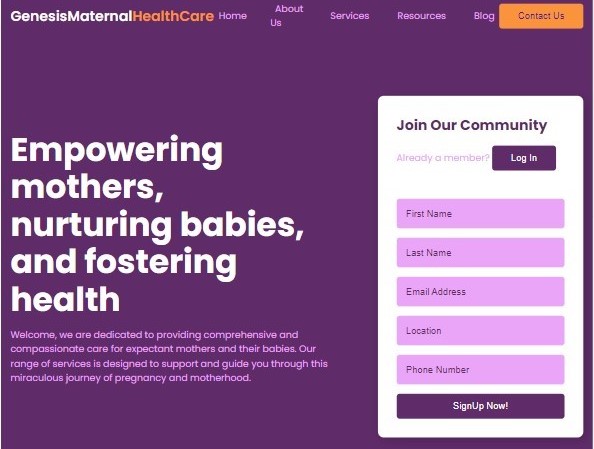 GenesisMaternalHealthCare Home About Us Services Resources Blog Contact Us
Empowering
mothers,
nurturing babies,
and fostering
health
Welcome, we are dedicated to providing comprehensive and
compassionate care for expectant mothers and their babies. Our
range of services is designed to support and guide you through this
miraculous journey of pregnancy and motherhood.
Join Our Community
Already a member? Log In
First Name
Last Name
Email Address
Location
Phone Number
SignUp Now!